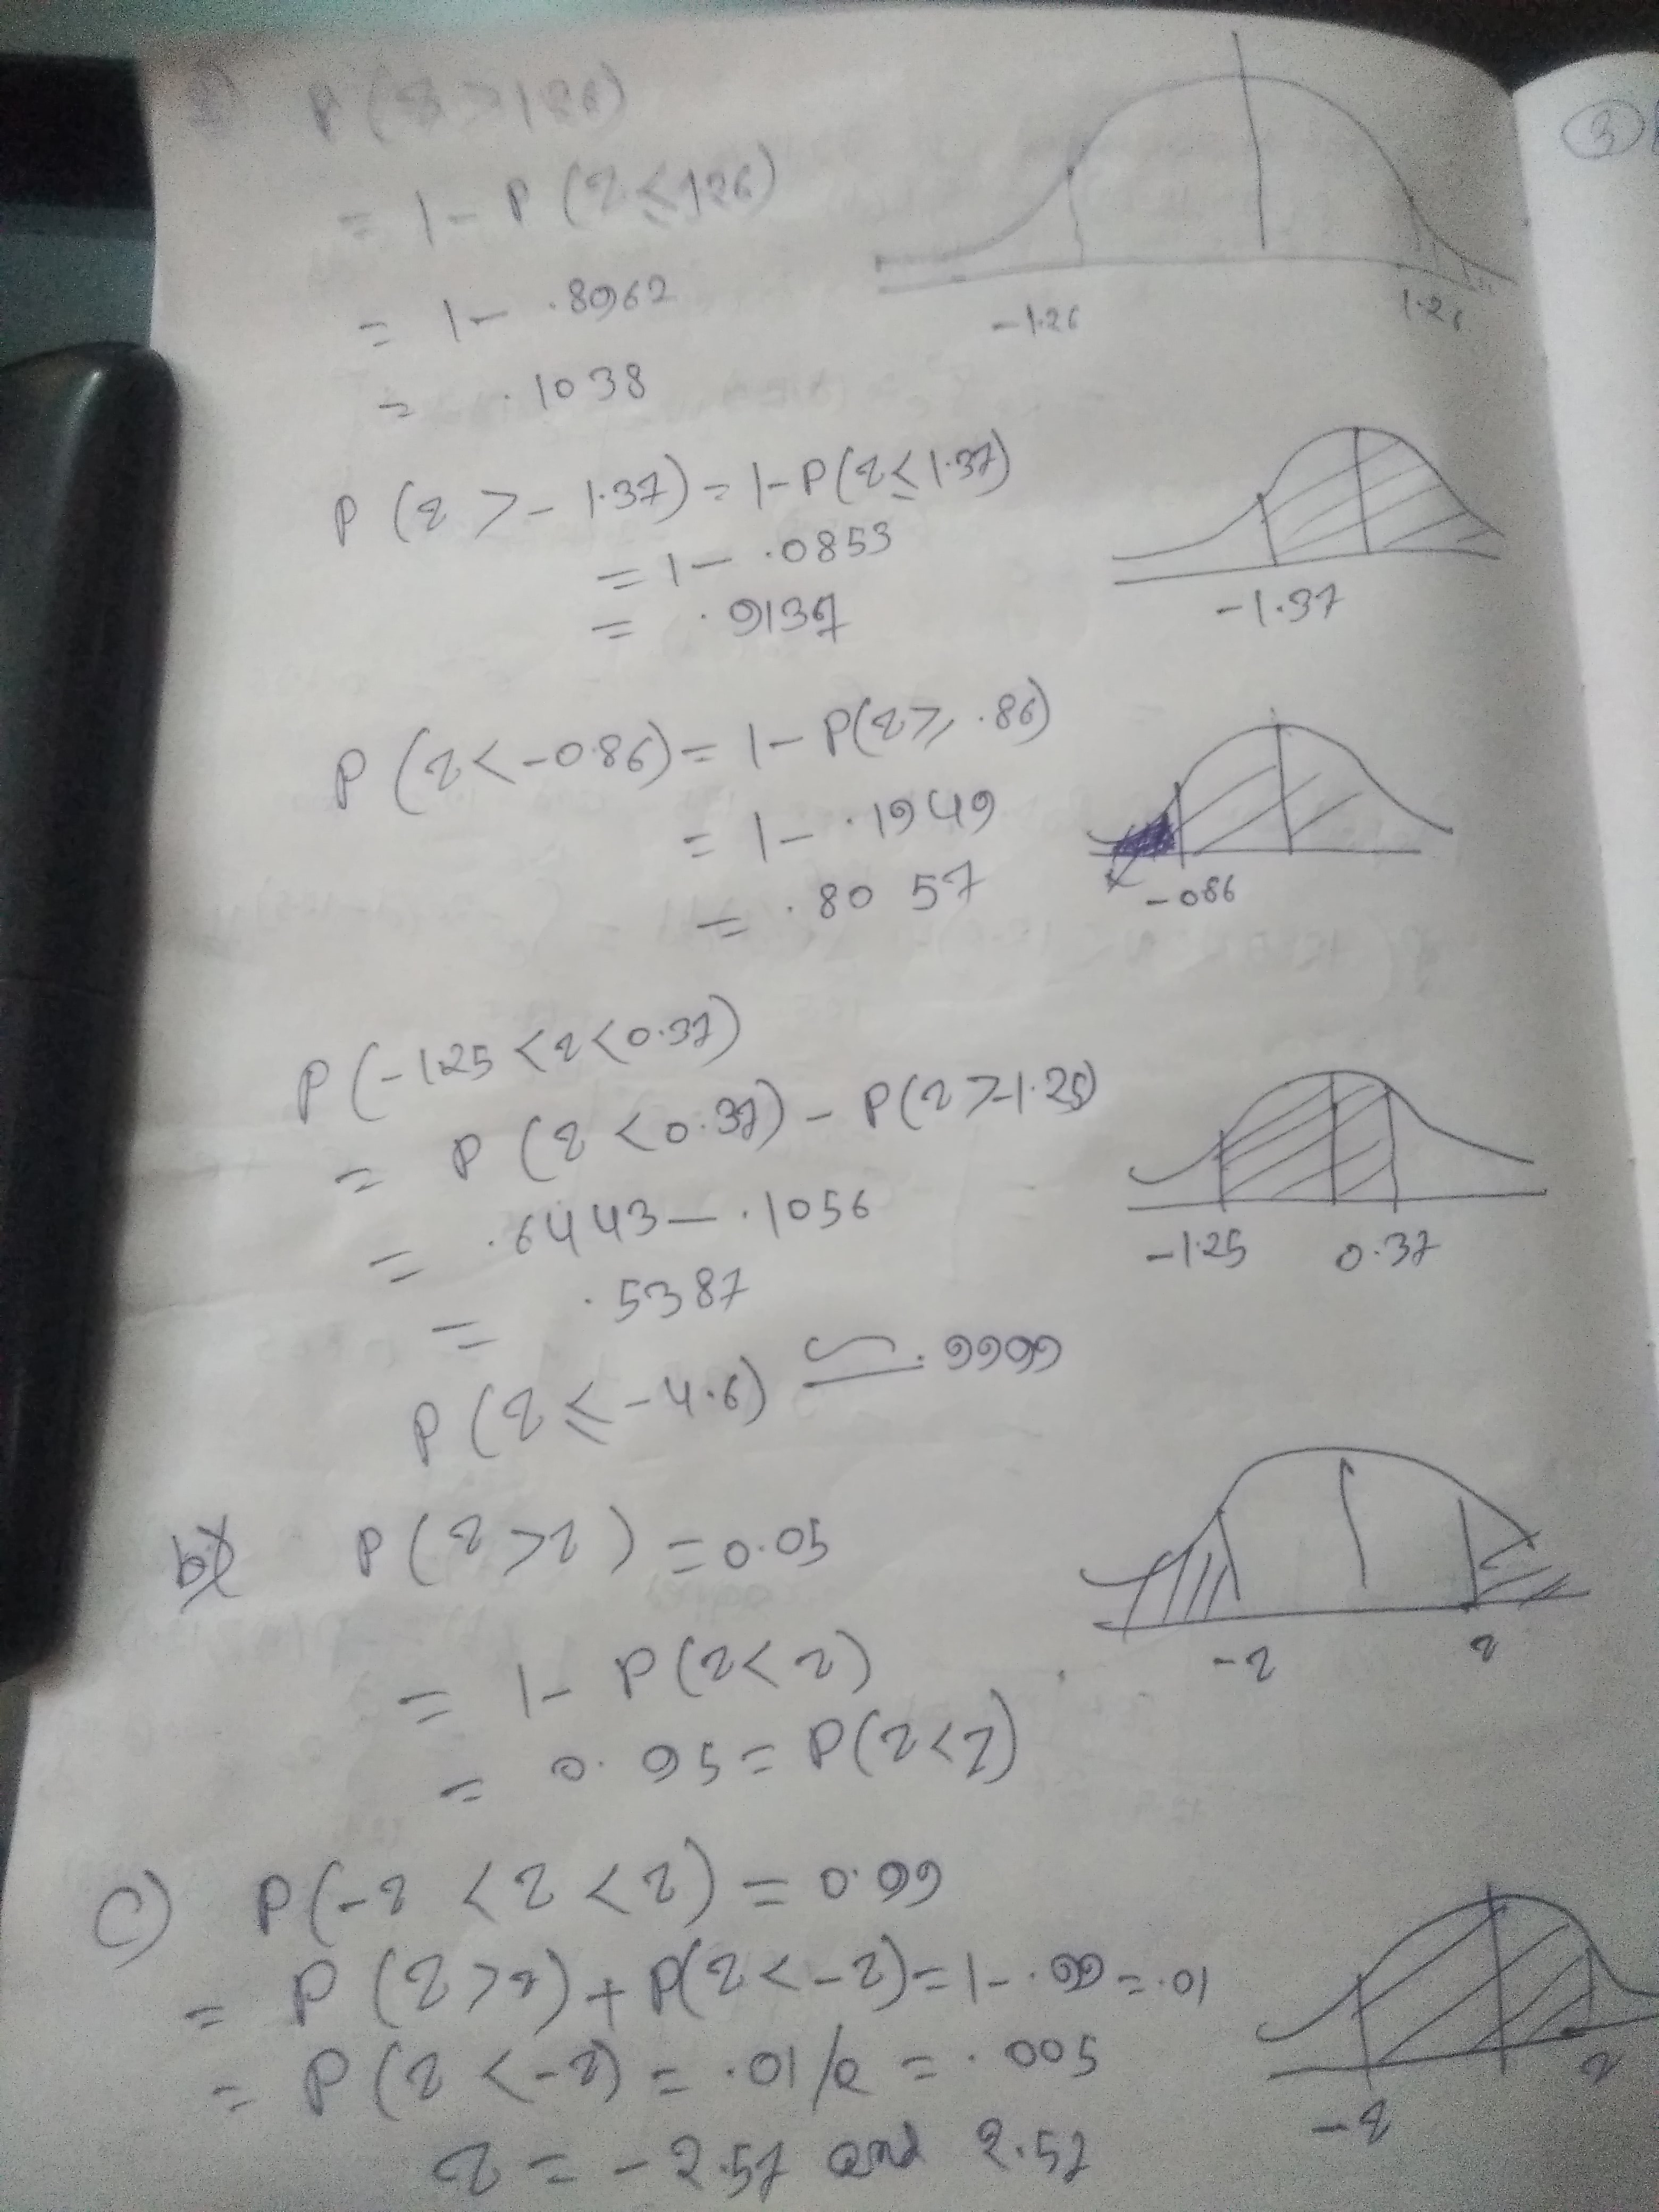 P(z > 1.26)
= 1 - P(z ≤ 1.26)
= 1 - .8962
= .1038
-1.26 1.26
P(z > -1.37) = 1 - P(z ≤ 1.37)
= 1 - .0853
= .9137
-1.37
P(z < -0.86) = 1 - P(z ≥ .86)
= 1 - .1949
= .8057
-0.86
P(-1.25 < z < 0.37)
= P(z < 0.37) - P(z > -1.25)
= .6443 - .1056
= .5387
-1.25 0.37
P(z ≤ -4.6) ≃ .9999
b) P(z > z) = 0.05
= 1 - P(z < z)
= 0.95 = P(z < z)
-z z
c) P(-z < z < z) = 0.99
= P(z > z) + P(z < -z) = 1 - .99 = .01
= P(z < -z) = .01/2 = .005
z = -2.57 and 2.57
-z z
3